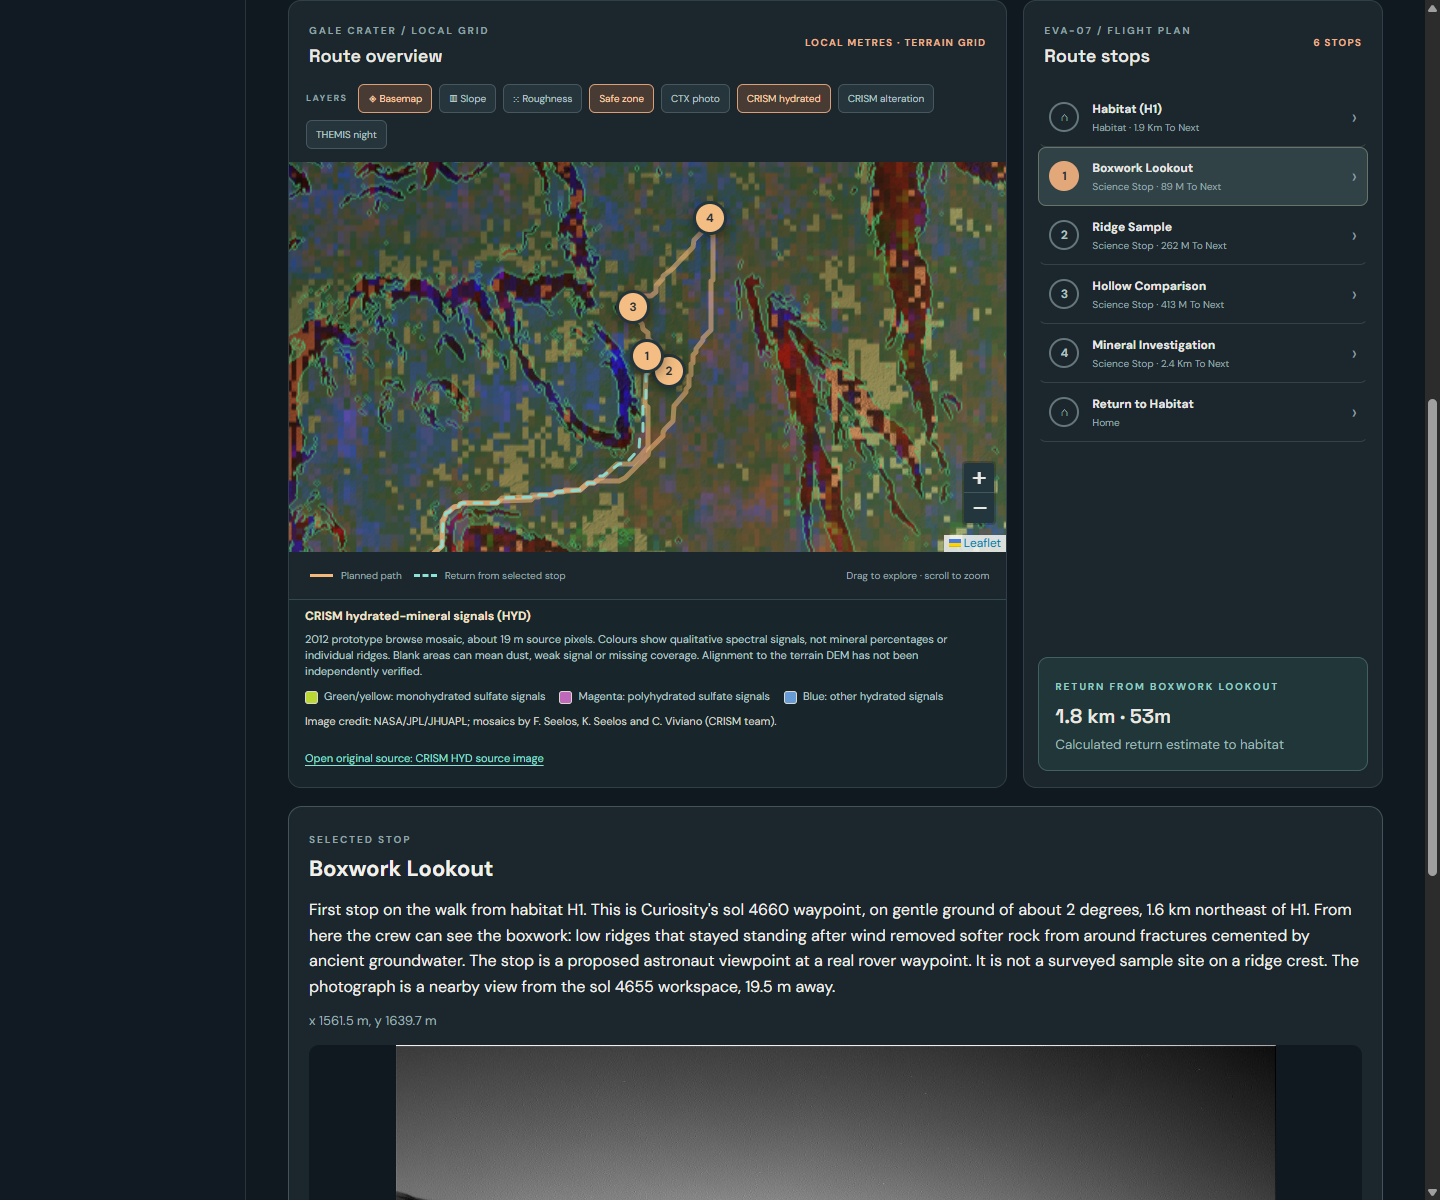 GALE CRATER / LOCAL GRID
Route overview
LOCAL METRES · TERRAIN GRID
LAYERS
Basemap
Slope
Roughness
Safe zone
CTX photo
CRISM hydrated
CRISM alteration
THEMIS night
4
3
1
2
+
−
Leaflet
Planned path
Return from selected stop
Drag to explore · scroll to zoom
CRISM hydrated-mineral signals (HYD)
2012 prototype browse mosaic, about 19 m source pixels. Colours show qualitative spectral signals, not mineral percentages or
individual ridges. Blank areas can mean dust, weak signal or missing coverage. Alignment to the terrain DEM has not been
independently verified.
Green/yellow: monohydrated sulfate signals
Magenta: polyhydrated sulfate signals
Blue: other hydrated signals
Image credit: NASA/JPL/JHUAPL; mosaics by F. Seelos, K. Seelos and C. Viviano (CRISM team).
Open original source: CRISM HYD source image
EVA-07 / FLIGHT PLAN
Route stops
6 STOPS
Habitat (H1)
Habitat · 1.9 Km To Next
1
Boxwork Lookout
Science Stop · 89 M To Next
2
Ridge Sample
Science Stop · 262 M To Next
3
Hollow Comparison
Science Stop · 413 M To Next
4
Mineral Investigation
Science Stop · 2.4 Km To Next
Return to Habitat
Home
RETURN FROM BOXWORK LOOKOUT
1.8 km · 53m
Calculated return estimate to habitat
SELECTED STOP
Boxwork Lookout
First stop on the walk from habitat H1. This is Curiosity's sol 4660 waypoint, on gentle ground of about 2 degrees, 1.6 km northeast of H1. From
here the crew can see the boxwork: low ridges that stayed standing after wind removed softer rock from around fractures cemented by
ancient groundwater. The stop is a proposed astronaut viewpoint at a real rover waypoint. It is not a surveyed sample site on a ridge crest. The
photograph is a nearby view from the sol 4655 workspace, 19.5 m away.
x 1561.5 m, y 1639.7 m